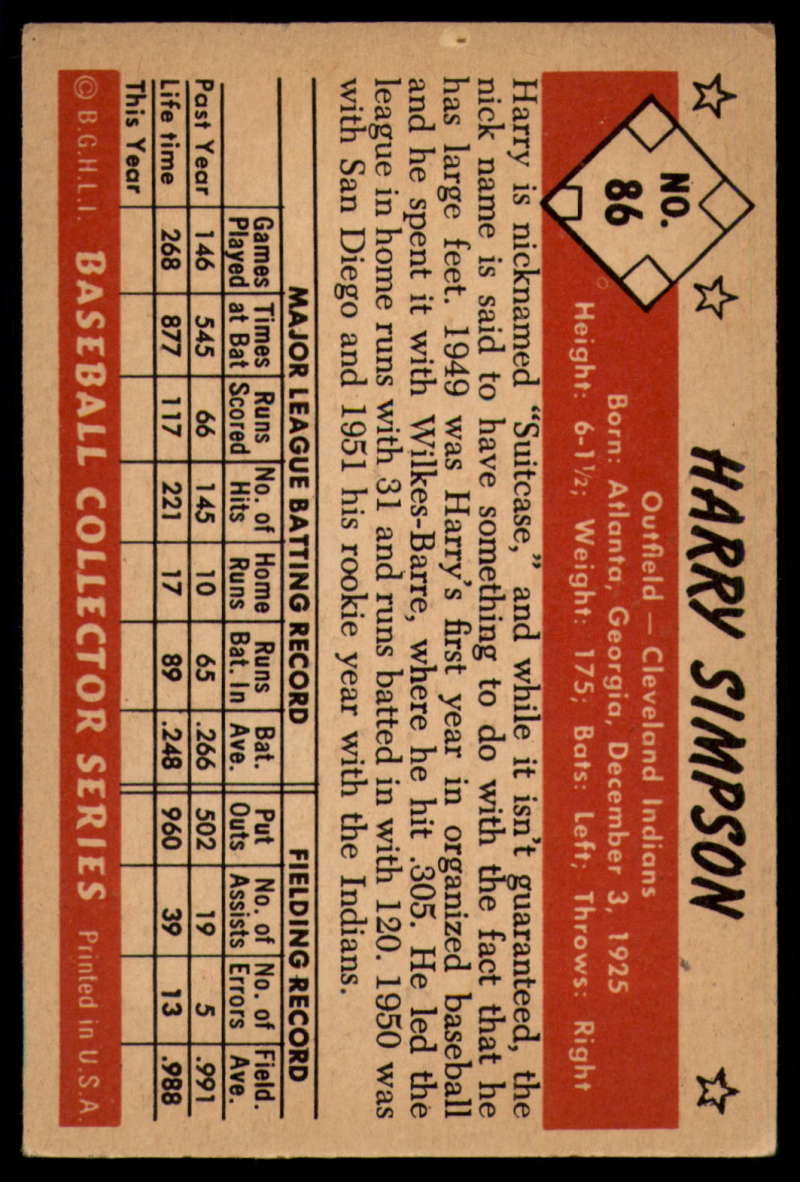 HARRY SIMPSON
NO.
86
Outfield — Cleveland Indians
Born: Atlanta, Georgia, December 3, 1925
Height: 6-1½; Weight: 175; Bats: Left; Throws: Right
Harry is nicknamed “Suitcase,” and while it isn't guaranteed, the
nick name is said to have something to do with the fact that he
has large feet. 1949 was Harry's first year in organized baseball
and he spent it with Wilkes-Barre, where he hit .305. He led the
league in home runs with 31 and runs batted in with 120. 1950 was
with San Diego and 1951 his rookie year with the Indians.
MAJOR LEAGUE BATTING RECORD FIELDING RECORD
Games Times Runs No. of Home Runs Bat. Put No. of No. of Field.
Played at Bat Scored Hits Runs Bat. In Ave. Outs Assists Errors Ave.
Past Year 146 545 66 145 10 65 .266 502 19 5 .991
Life time 268 877 117 221 17 89 .248 960 39 13 .988
This Year
© B.G.H.L.I. BASEBALL COLLECTOR SERIES Printed in U.S.A.